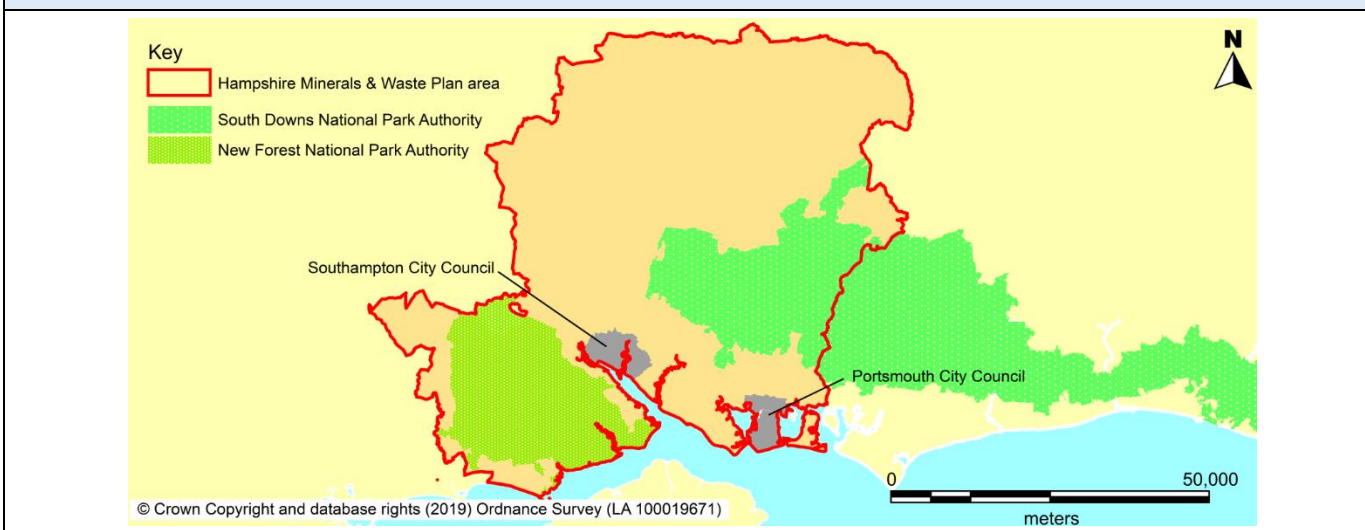 Key
Hampshire Minerals & Waste Plan area
South Downs National Park Authority
New Forest National Park Authority
N
Southampton City Council
Portsmouth City Council
0 50,000
meters
© Crown Copyright and database rights (2019) Ordnance Survey (LA 100019671)